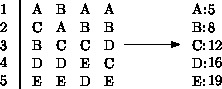 1 A B A A A:5
2 C A B B B:8
3 B C C D C:12
4 D D E C D:16
5 E E D E E:19